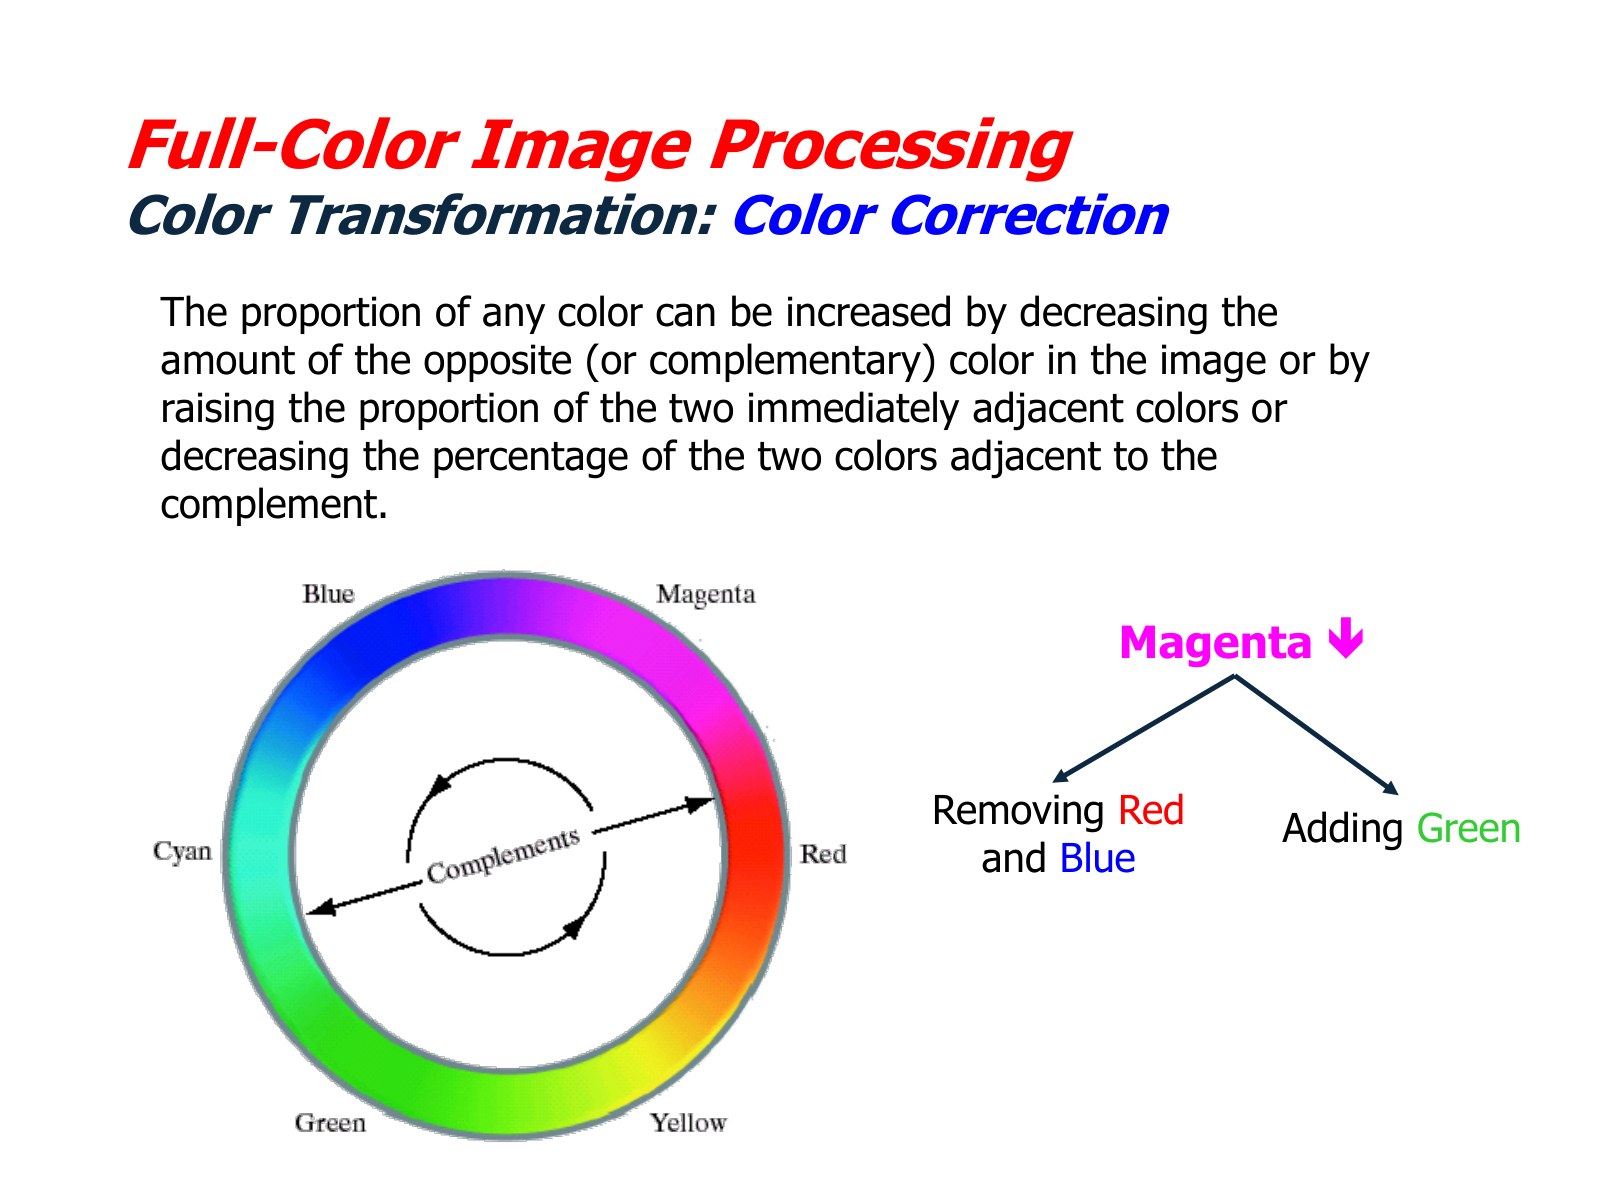 Full-Color Image Processing
Color Transformation: Color Correction
The proportion of any color can be increased by decreasing the
amount of the opposite (or complementary) color in the image or by
raising the proportion of the two immediately adjacent colors or
decreasing the percentage of the two colors adjacent to the
complement.
Blue
Magenta
Cyan
Complements
Red
Green
Yellow
Magenta 🡻
Removing Red
and Blue
Adding Green